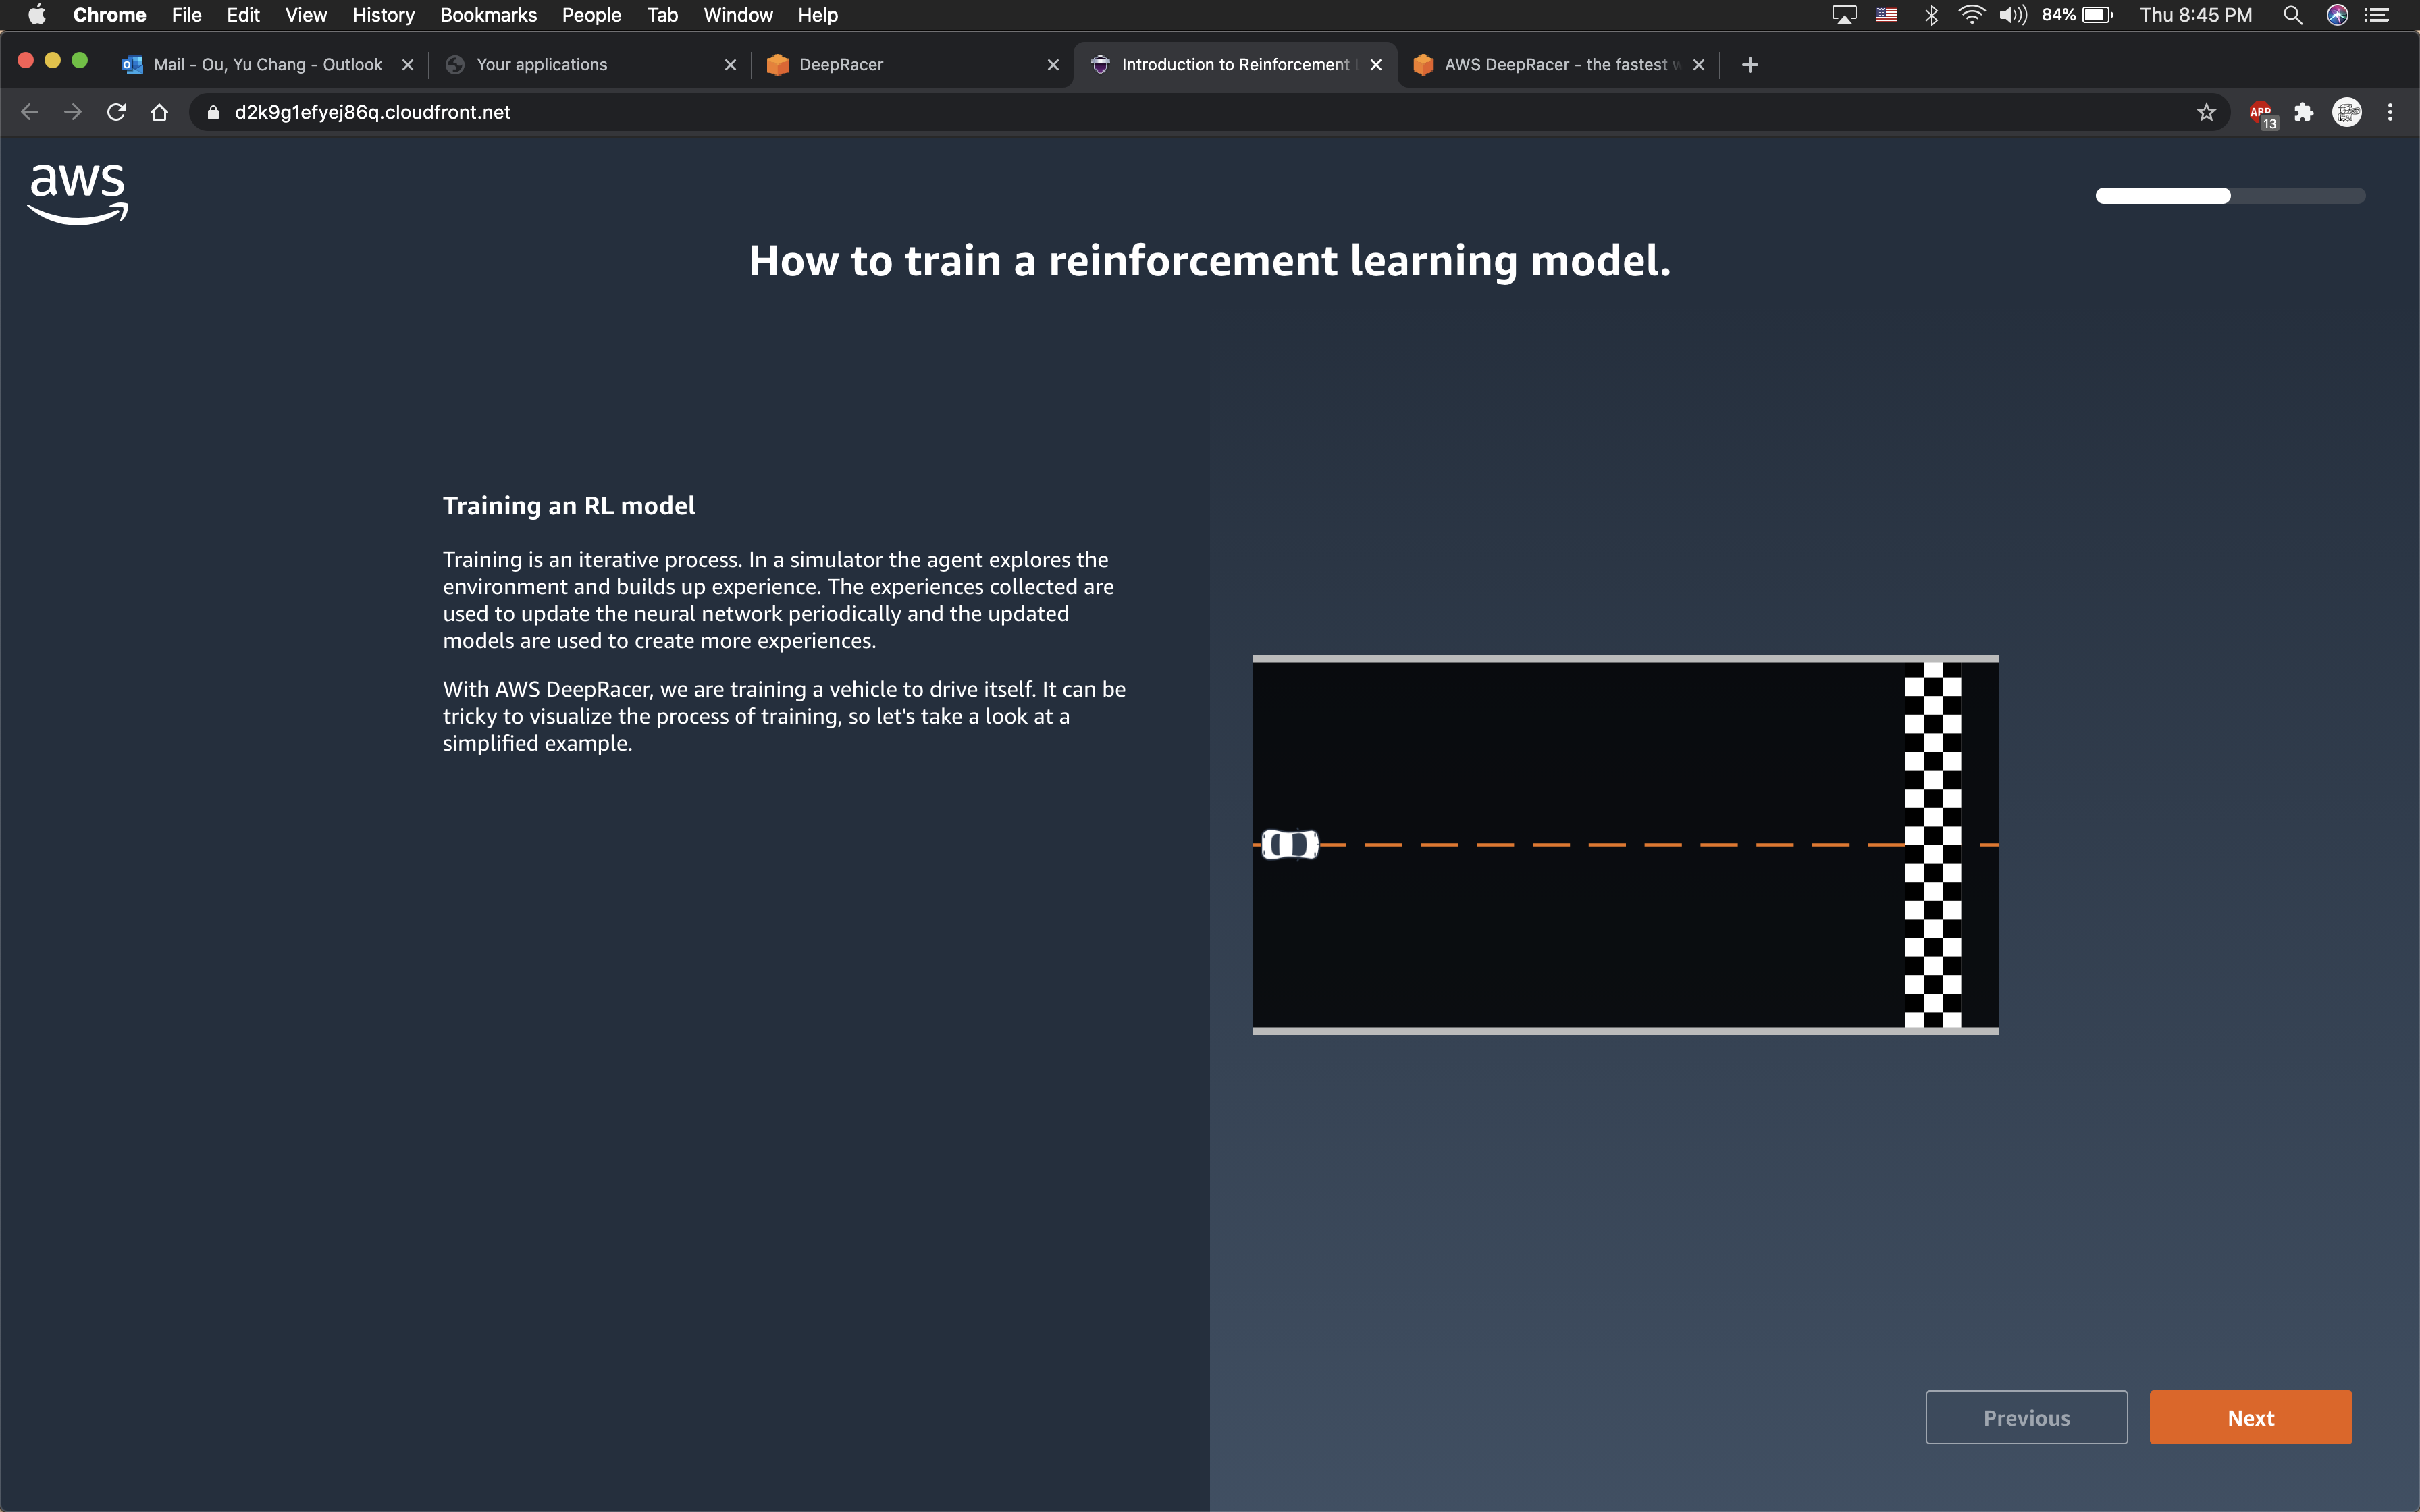 Chrome File Edit View History Bookmarks People Tab Window Help 84% Thu 8:45 PM
Mail - Ou, Yu Chang - Outlook Your applications DeepRacer Introduction to Reinforcement AWS DeepRacer - the fastest
d2k9g1efyej86q.cloudfront.net ABP 13
aws
How to train a reinforcement learning model.
Training an RL model
Training is an iterative process. In a simulator the agent explores the
environment and builds up experience. The experiences collected are
used to update the neural network periodically and the updated
models are used to create more experiences.
With AWS DeepRacer, we are training a vehicle to drive itself. It can be
tricky to visualize the process of training, so let's take a look at a
simplified example.
Previous Next